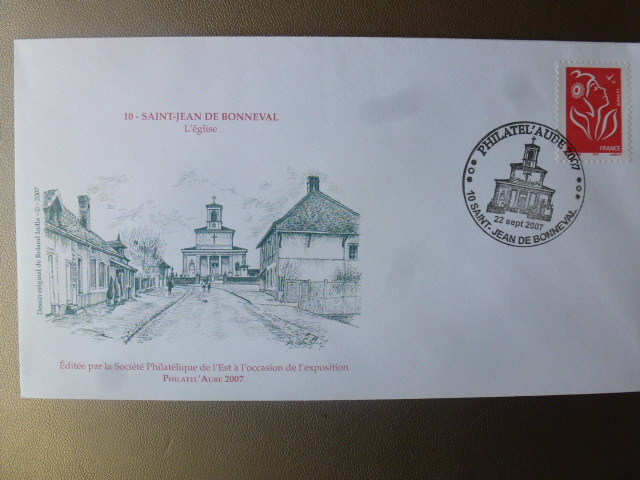 10 - SAINT-JEAN DE BONNEVAL
L'église
Dessin original de Roland Irolla - © - 2007
Éditée par la Société Philatélique de l'Est à l'occasion de l'exposition
PHILATEL'AUBE 2007
PHILATEL'AUBE 2007
22 sept 2007
10 SAINT-JEAN DE BONNEVAL
FRANCE